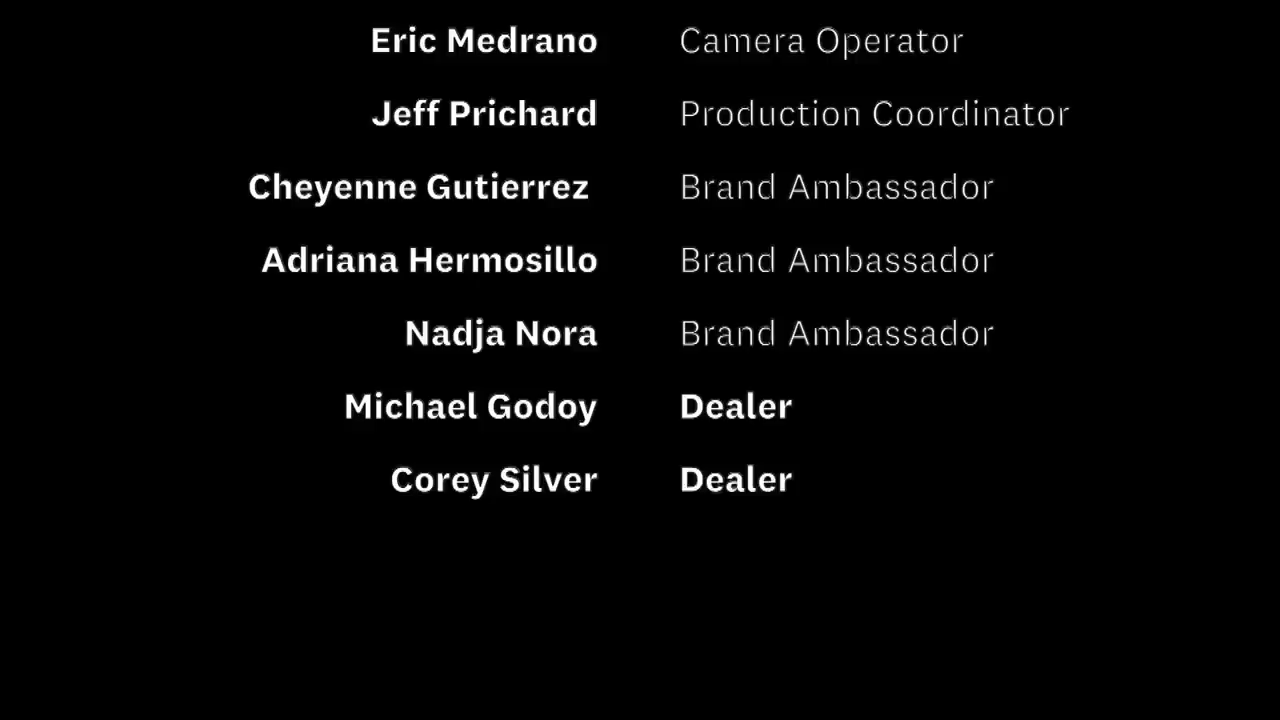 Eric Medrano Camera Operator
Jeff Prichard Production Coordinator
Cheyenne Gutierrez Brand Ambassador
Adriana Hermosillo Brand Ambassador
Nadja Nora Brand Ambassador
Michael Godoy Dealer
Corey Silver Dealer